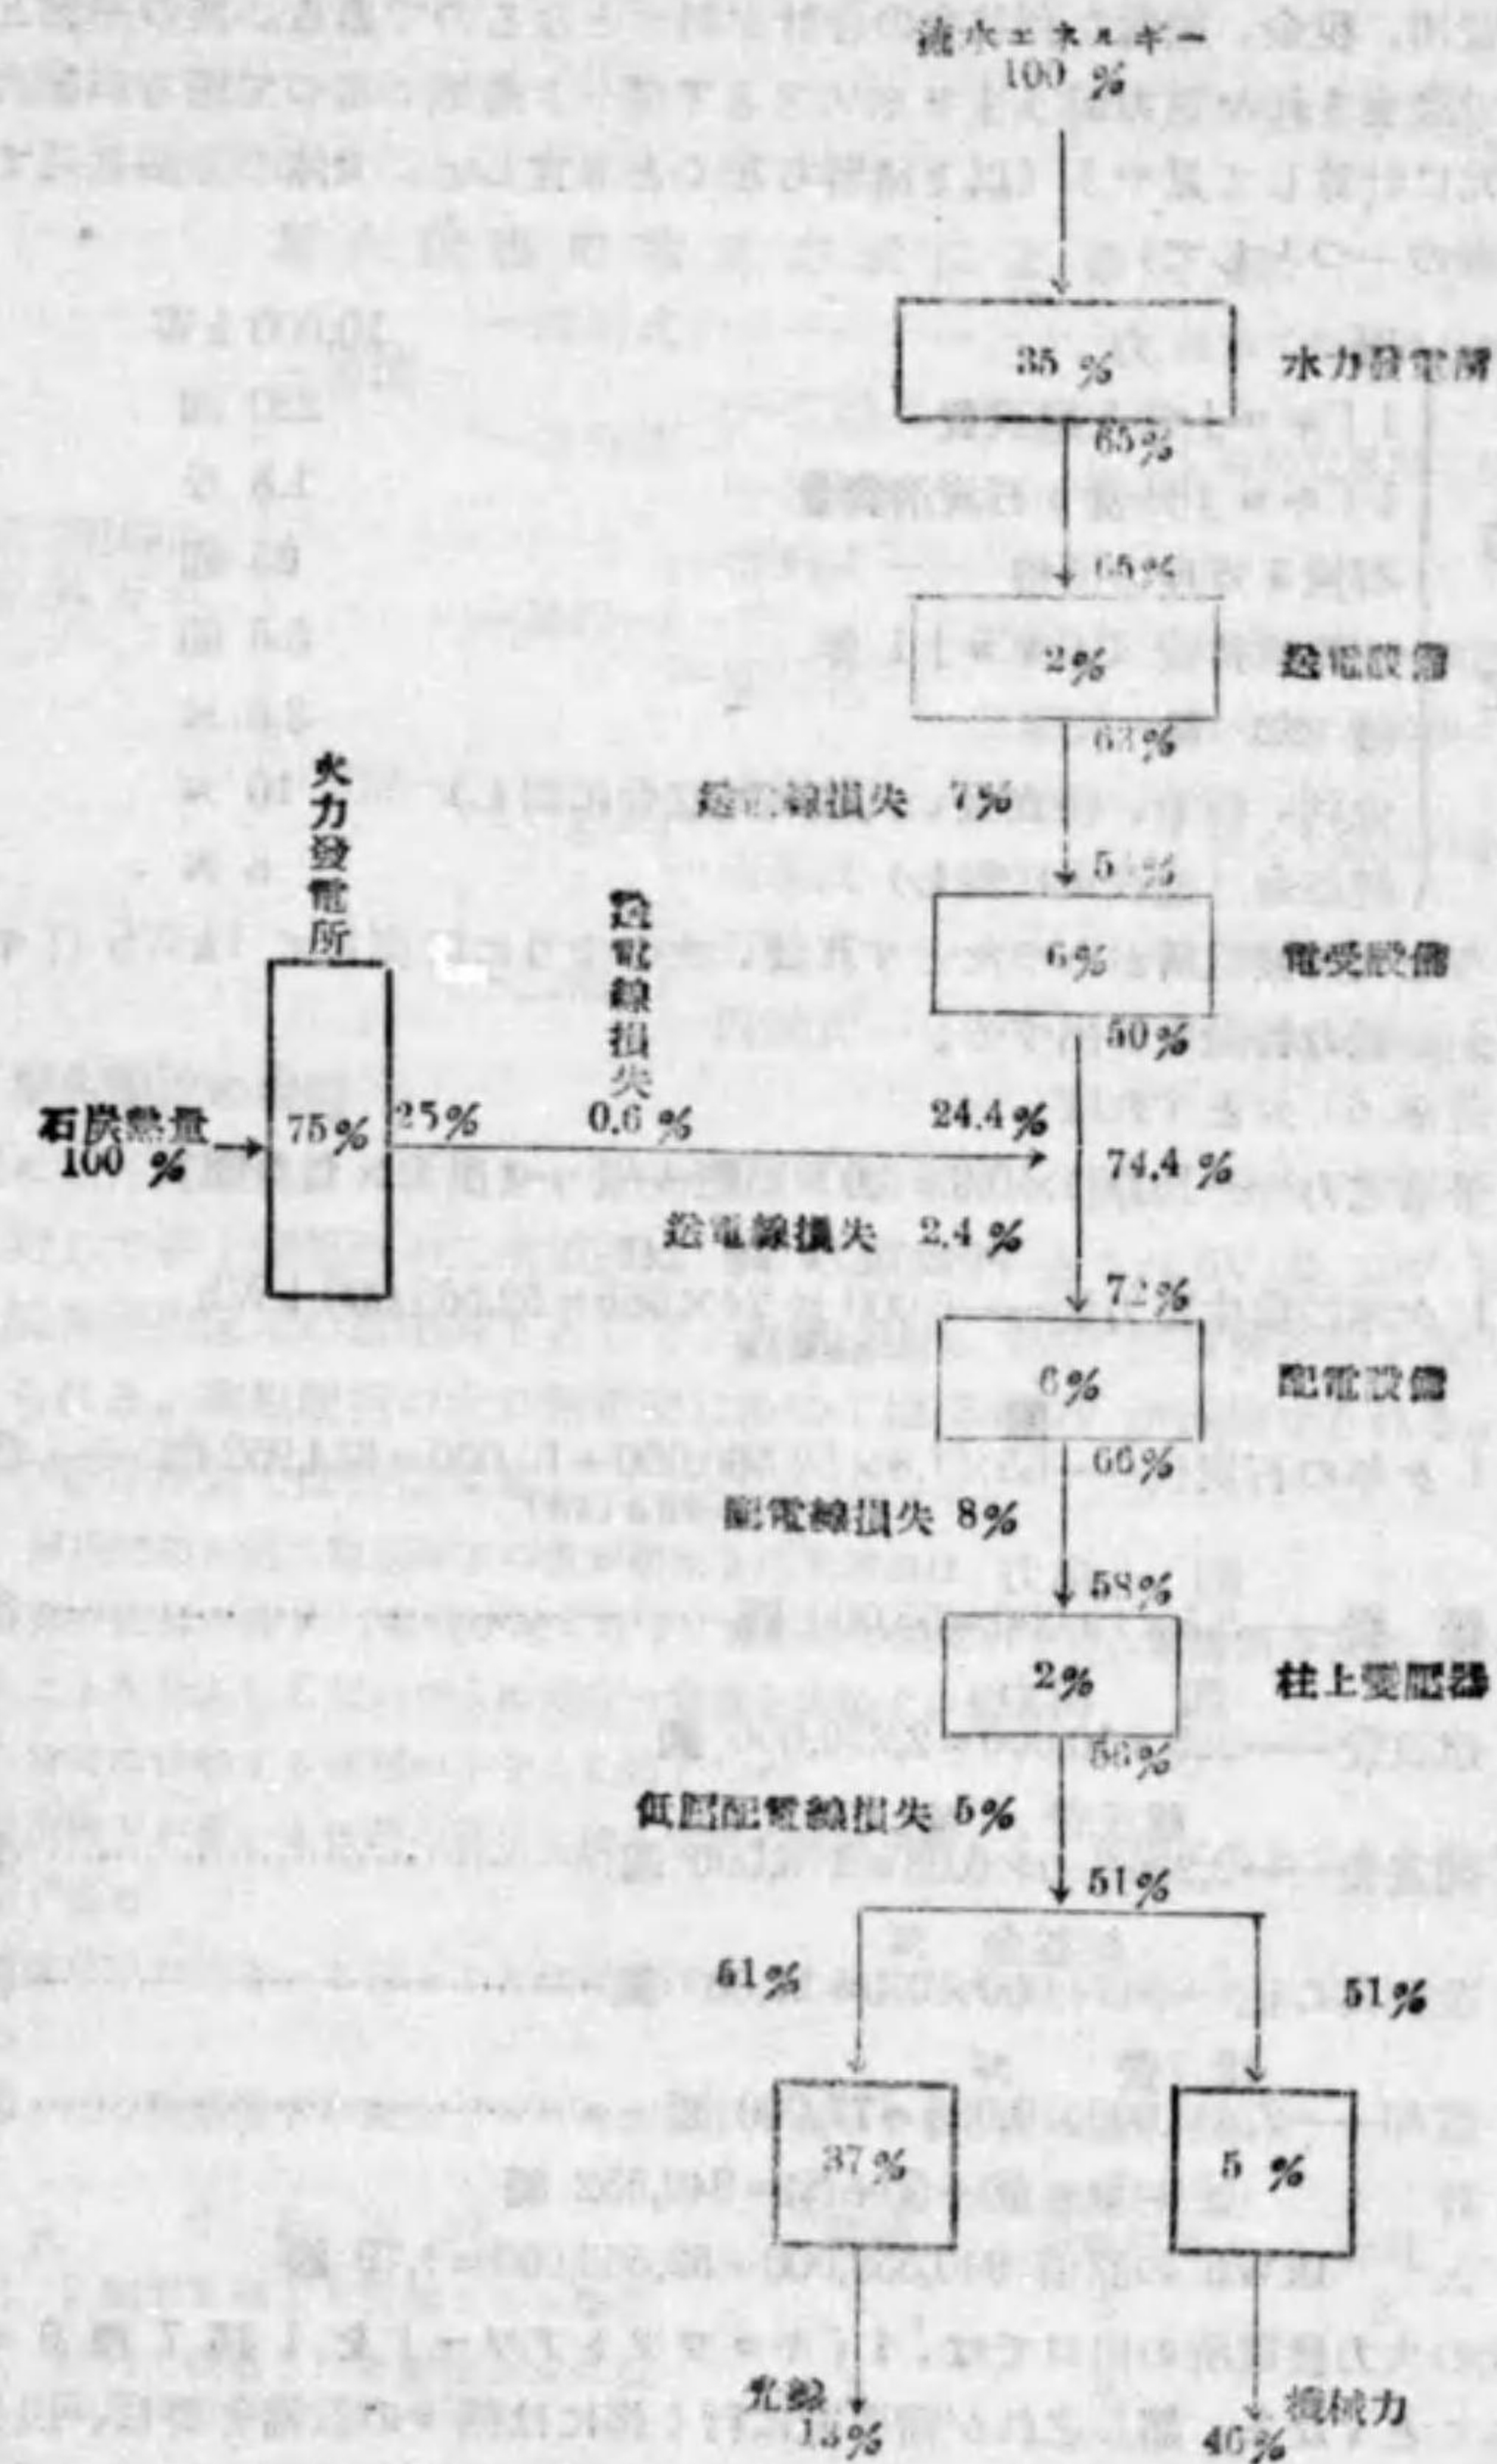 流水エネルギー
100 %
35 %
水力發電所
65%
65%
2%
送電設備
63%
送電線損失 7%
6%
電受設備
50%
火力發電所
石炭熱量
100 %
75%
25%
送電線損失
0.6 %
24.4%
74.4 %
送電線損失 2.4 %
72%
6%
配電設備
66%
配電線損失 8%
58%
2%
柱上變壓器
56%
低圧配電線損失 5%
51%
51%
51%
37%
5 %
光線
機械力
46%